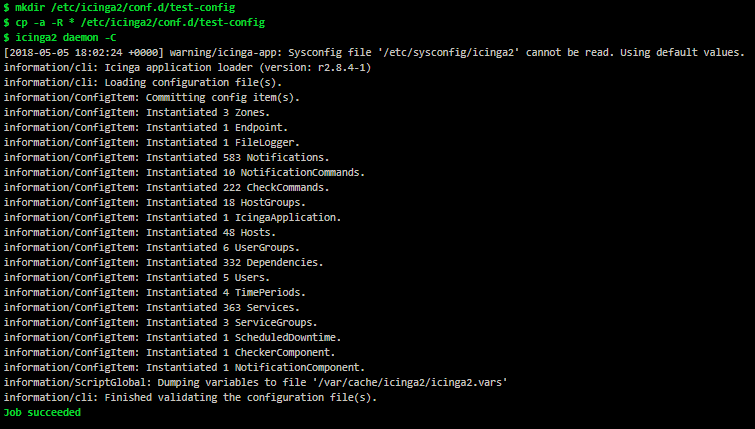 $ mkdir /etc/icinga2/conf.d/test-config
$ cp -a -R * /etc/icinga2/conf.d/test-config
$ icinga2 daemon -C
[2018-05-05 18:02:24 +0000] warning/icinga-app: Sysconfig file '/etc/sysconfig/icinga2' cannot be read. Using default values.
information/cli: Icinga application loader (version: r2.8.4-1)
information/cli: Loading configuration file(s).
information/ConfigItem: Committing config item(s).
information/ConfigItem: Instantiated 3 Zones.
information/ConfigItem: Instantiated 1 Endpoint.
information/ConfigItem: Instantiated 1 FileLogger.
information/ConfigItem: Instantiated 583 Notifications.
information/ConfigItem: Instantiated 10 NotificationCommands.
information/ConfigItem: Instantiated 222 CheckCommands.
information/ConfigItem: Instantiated 18 HostGroups.
information/ConfigItem: Instantiated 1 IcingaApplication.
information/ConfigItem: Instantiated 48 Hosts.
information/ConfigItem: Instantiated 6 UserGroups.
information/ConfigItem: Instantiated 332 Dependencies.
information/ConfigItem: Instantiated 5 Users.
information/ConfigItem: Instantiated 4 TimePeriods.
information/ConfigItem: Instantiated 363 Services.
information/ConfigItem: Instantiated 3 ServiceGroups.
information/ConfigItem: Instantiated 1 ScheduledDowntime.
information/ConfigItem: Instantiated 1 CheckerComponent.
information/ConfigItem: Instantiated 1 NotificationComponent.
information/ScriptGlobal: Dumping variables to file '/var/cache/icinga2/icinga2.vars'
information/cli: Finished validating the configuration file(s).
Job succeeded